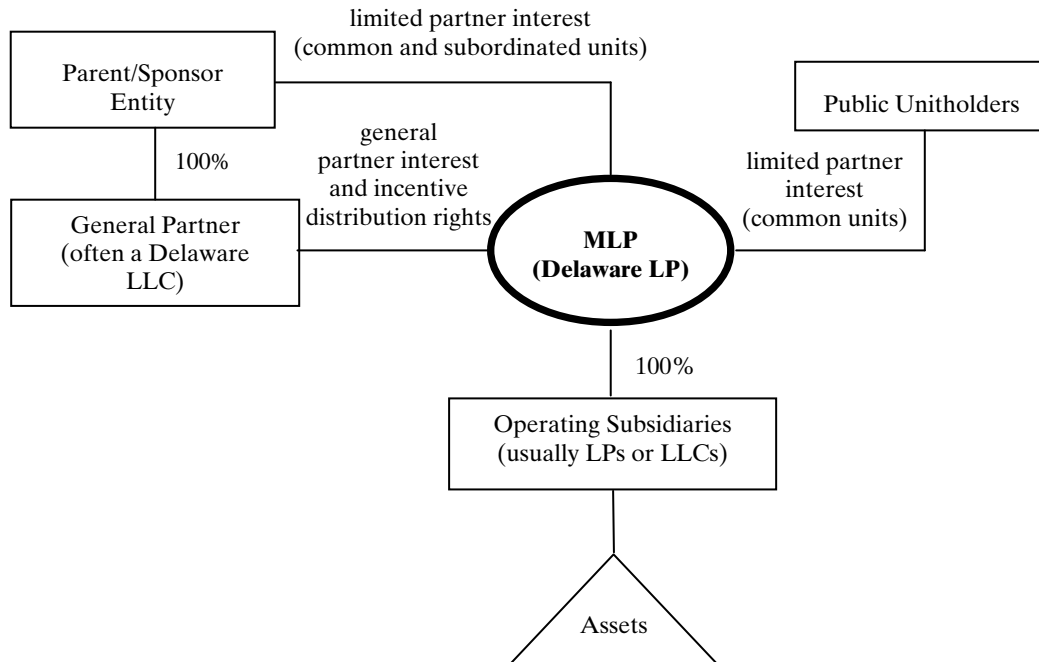 limited partner interest
(common and subordinated units)
Parent/Sponsor
Entity
Public Unitholders
100%
general
partner interest
and incentive
distribution rights
limited partner
interest
(common units)
General Partner
(often a Delaware
LLC)
MLP
(Delaware LP)
100%
Operating Subsidiaries
(usually LPs or LLCs)
Assets